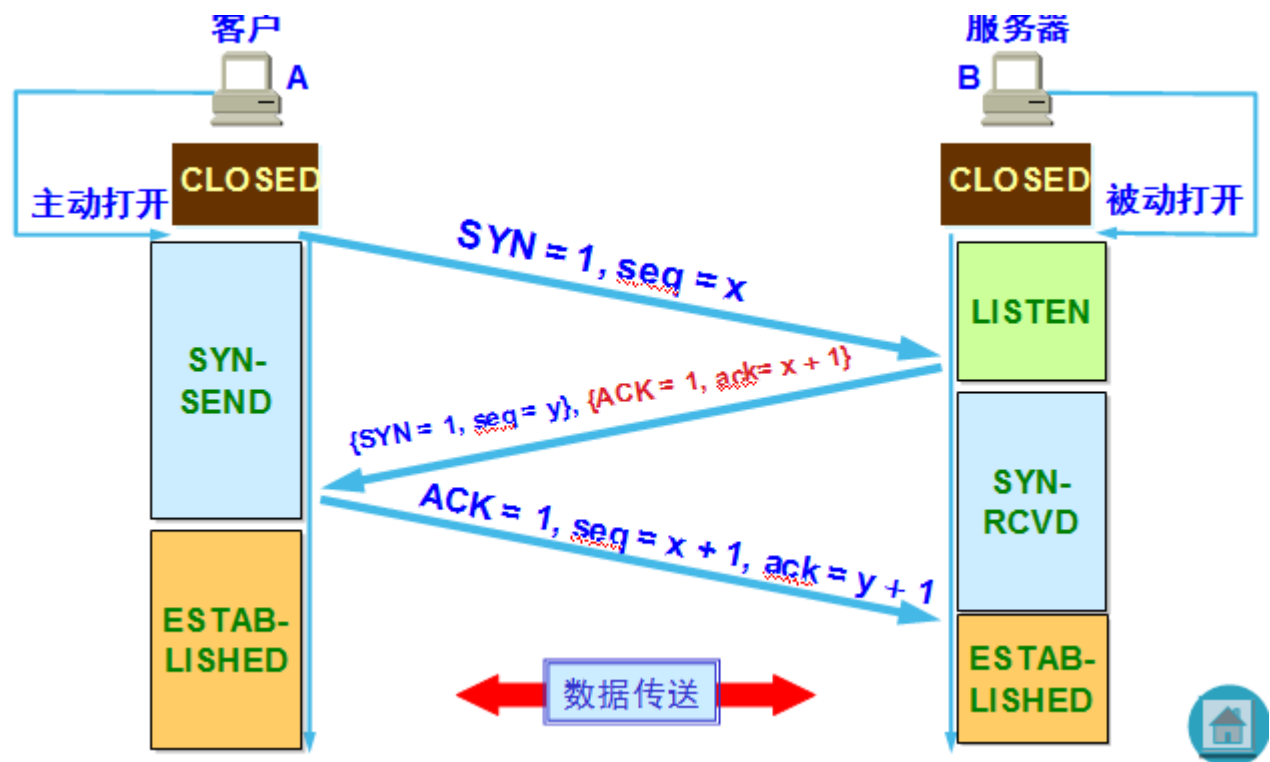 客户
服务器
A
B
CLOSED
CLOSED
主动打开
被动打开
SYN = 1, seq = x
LISTEN
SYN-
SEND
{SYN = 1, seq = y}, {ACK = 1, ack= x + 1}
SYN-
RCVD
ACK = 1, seq = x + 1, ack = y + 1
ESTAB-
LISHED
ESTAB-
LISHED
数据传送